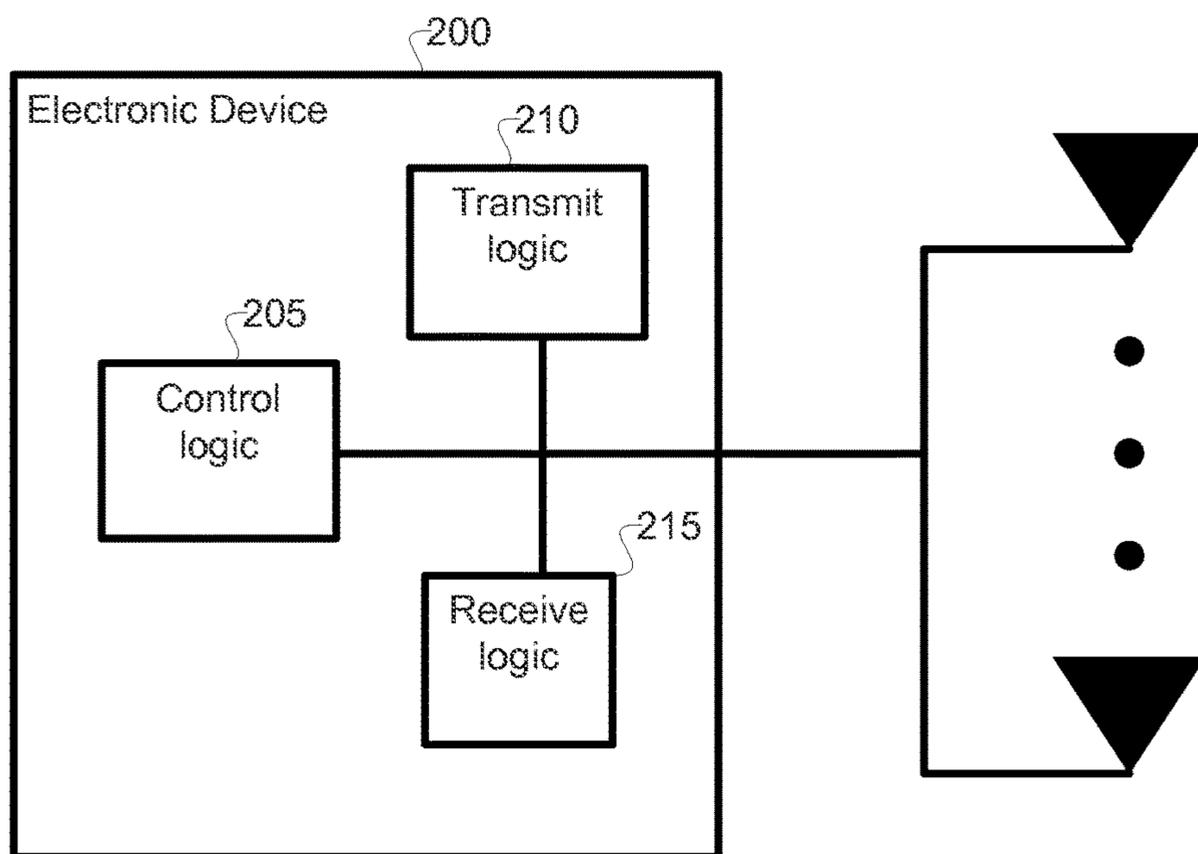 200
Electronic Device
210
Transmit
logic
205
Control
logic
215
Receive
logic